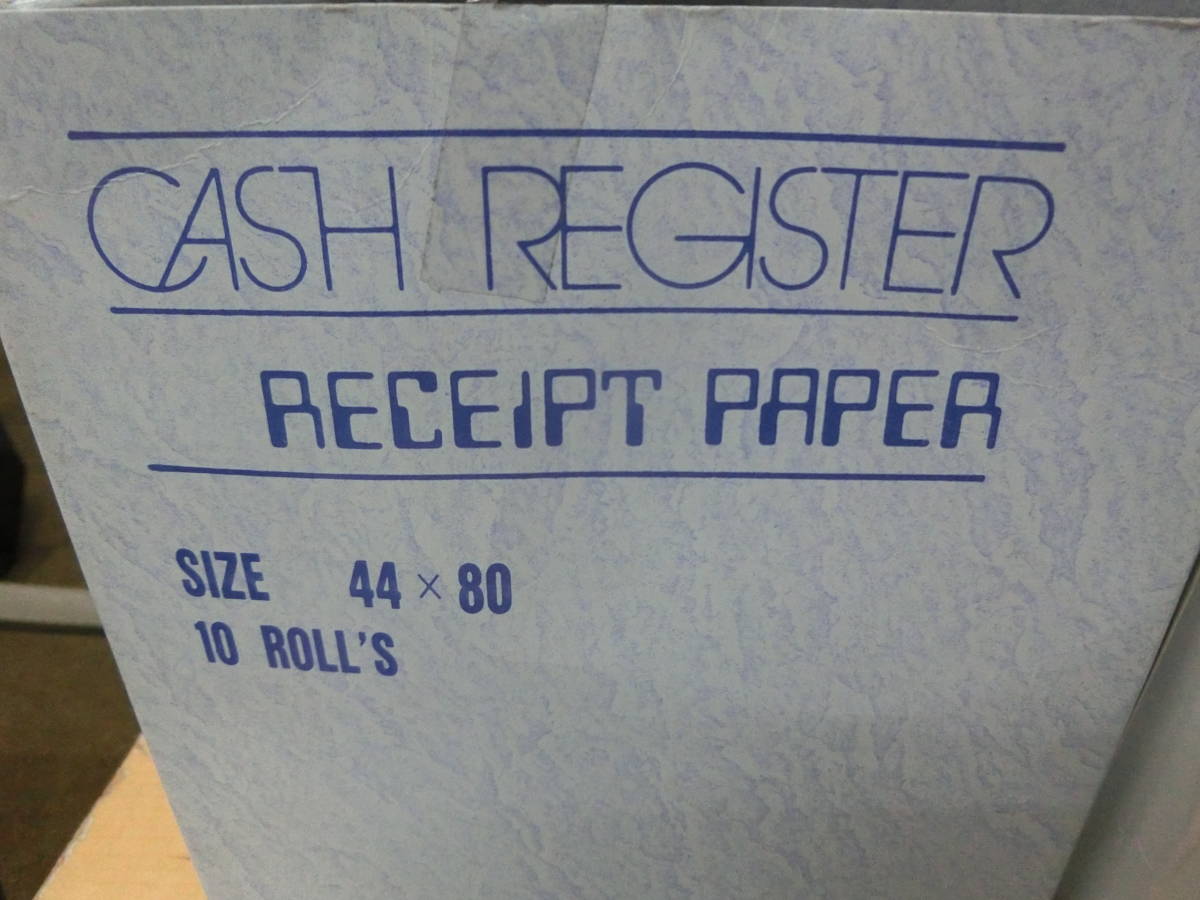 CASH REGISTER
RECEIPT PAPER
SIZE 44 × 80
10 ROLL'S